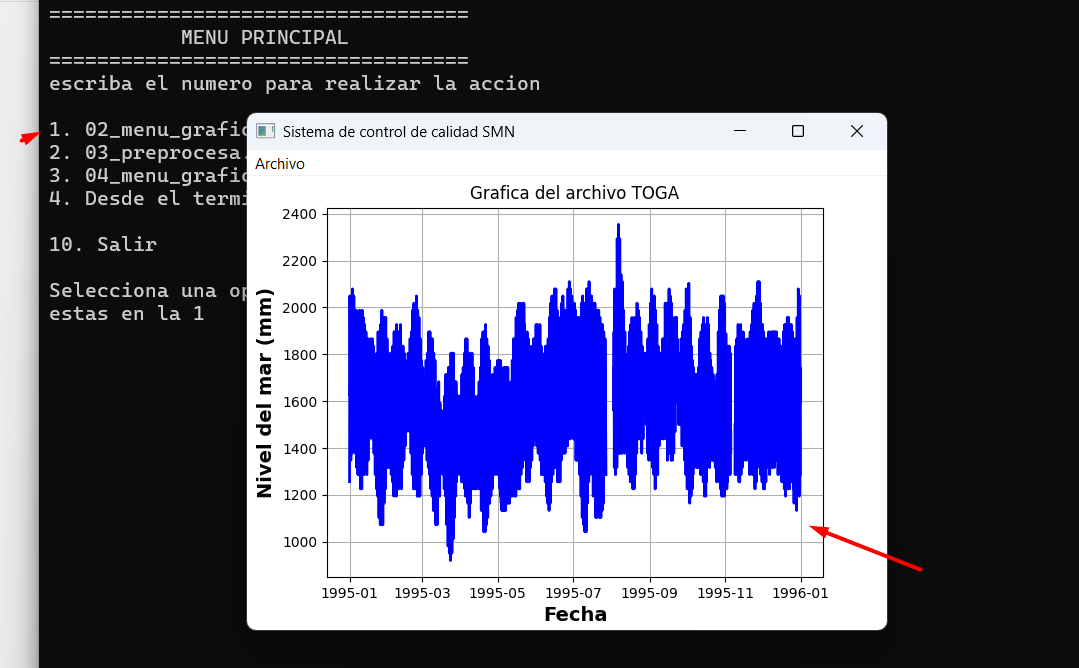 ===================================
MENU PRINCIPAL
===================================
escriba el numero para realizar la accion
1. 02_menu_grafic
2. 03_preprocesa.
3. 04_menu_grafic
4. Desde el termi
10. Salir
Selecciona una op
estas en la 1
Sistema de control de calidad SMN
Archivo
Grafica del archivo TOGA
2400
2200
2000
1800
1600
1400
1200
1000
Nivel del mar (mm)
1995-01 1995-03 1995-05 1995-07 1995-09 1995-11 1996-01
Fecha